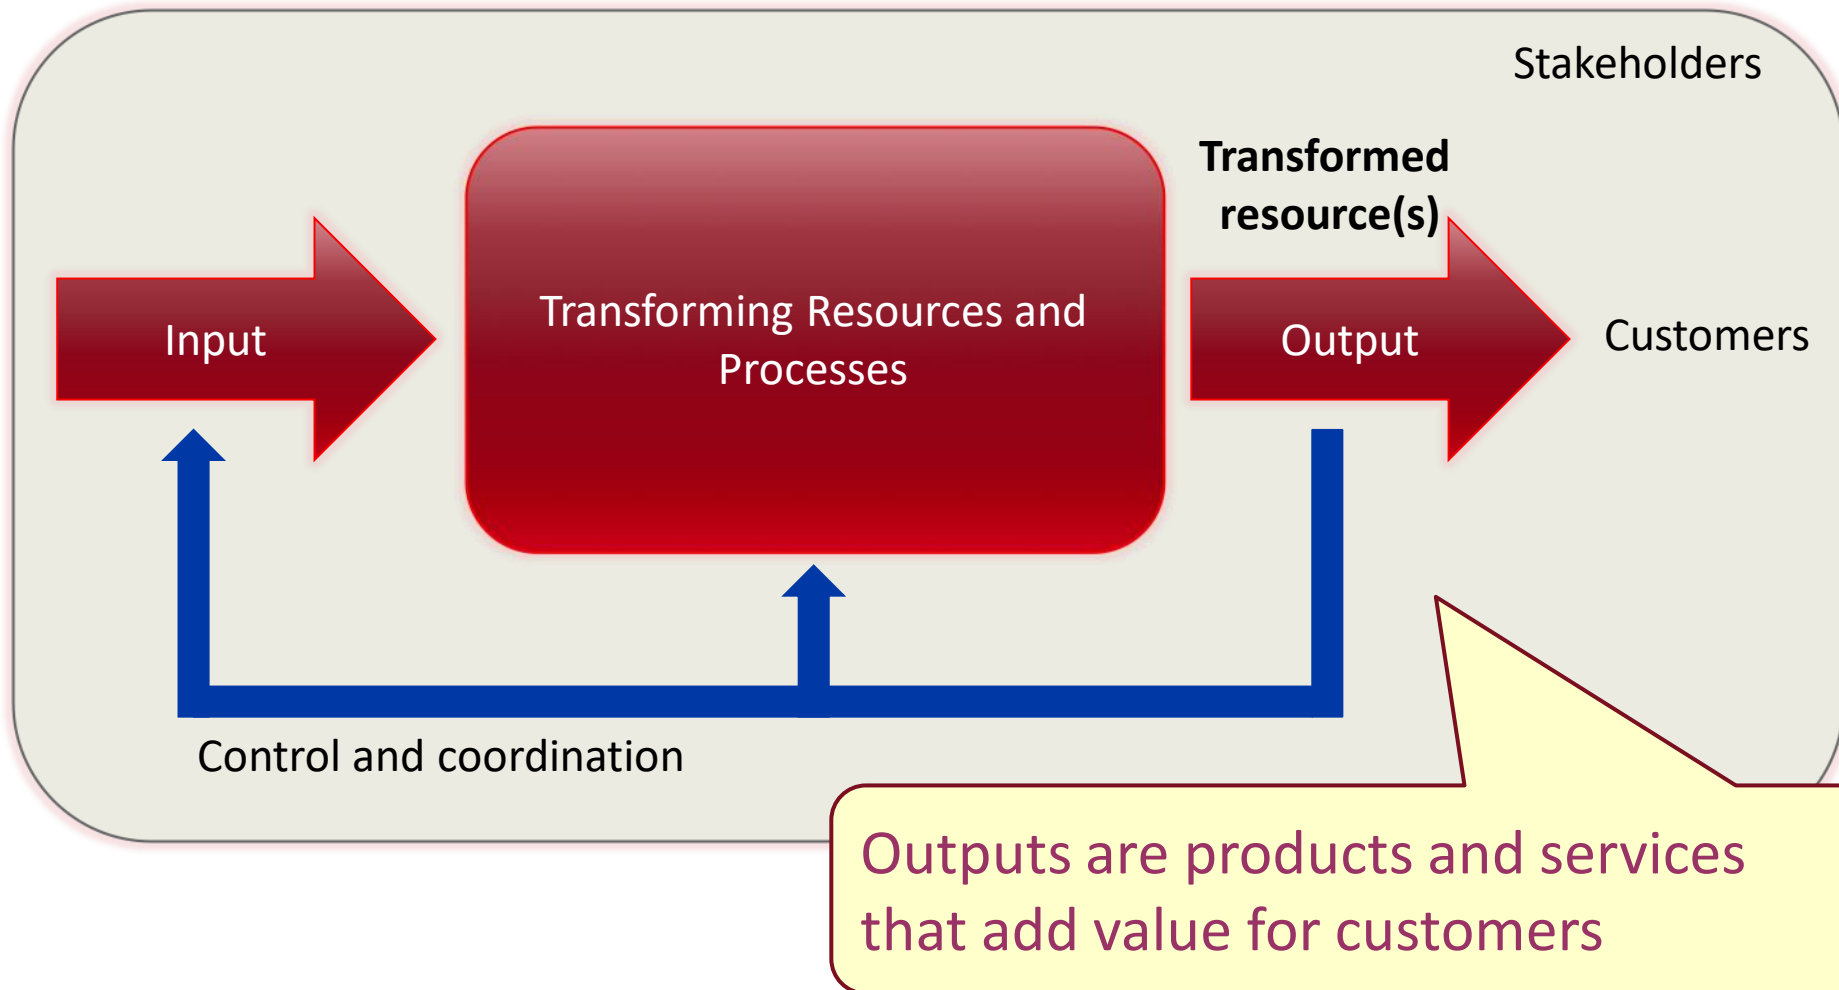 Stakeholders
Transformed
resource(s)
Input
Transforming Resources and
Processes
Output
Customers
Control and coordination
Outputs are products and services
that add value for customers